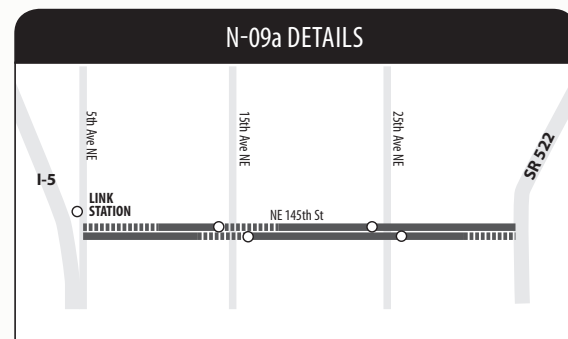 N-09a DETAILS
5th Ave NE
15th Ave NE
25th Ave NE
I-5
SR 522
LINK
STATION
NE 145th St